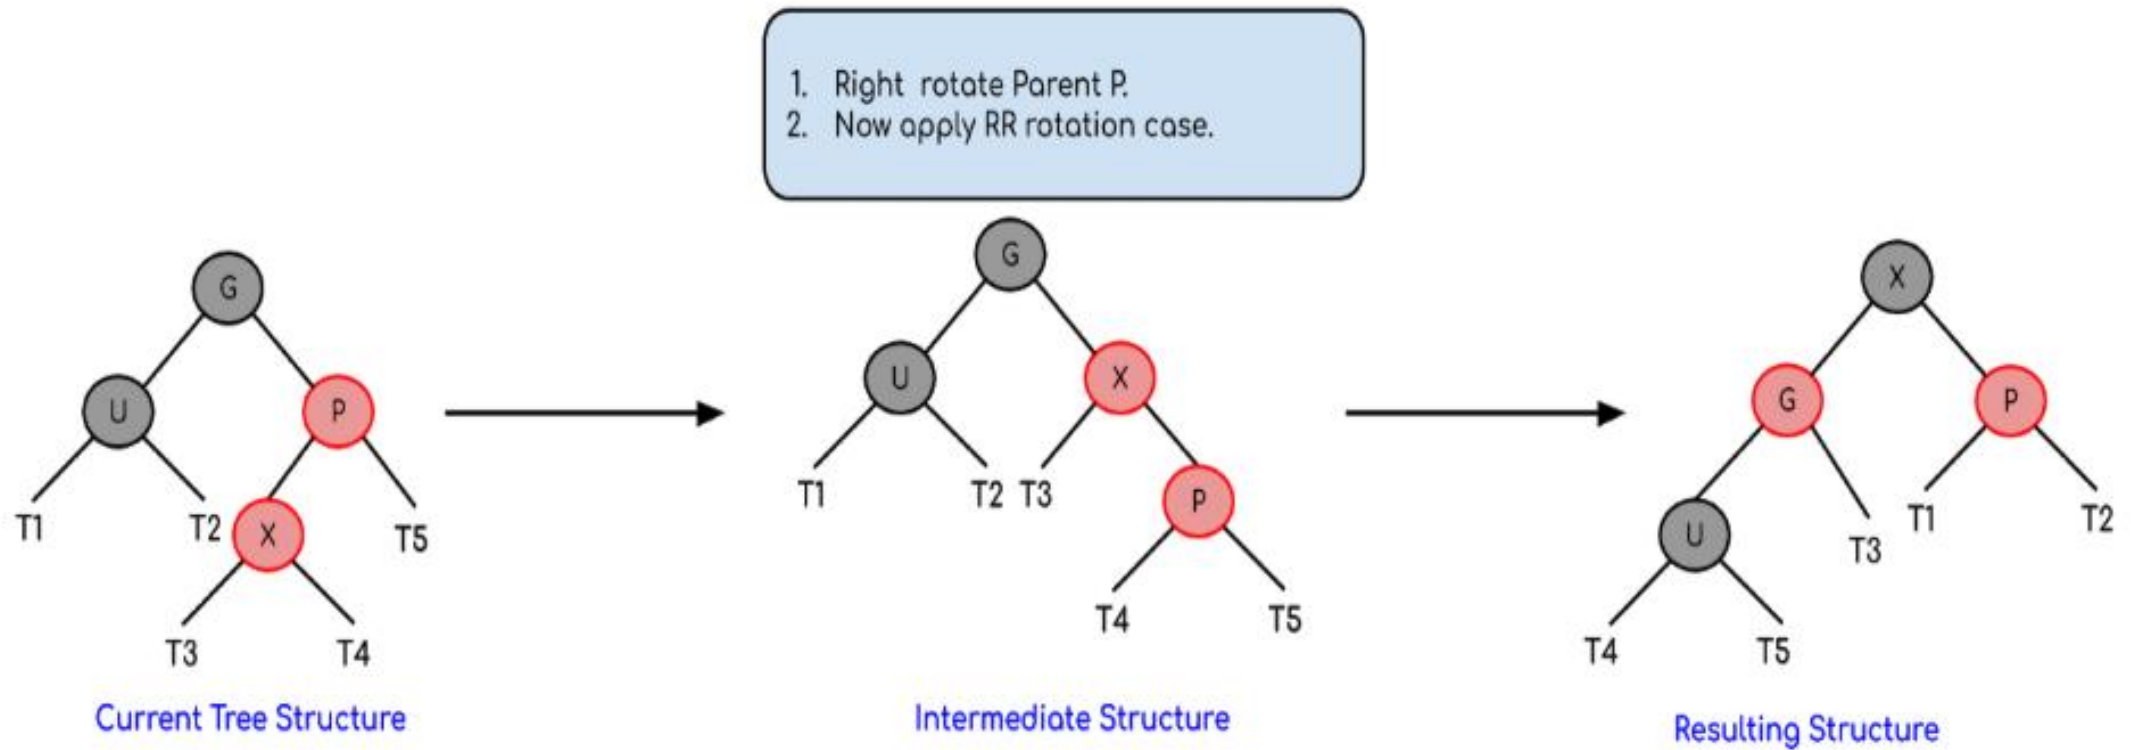 1. Right rotate Parent P.
2. Now apply RR rotation case.
G
U
P
T1
T2
X
T5
T3
T4
Current Tree Structure
G
U
X
T1
T2
T3
P
T4
T5
Intermediate Structure
X
G
P
U
T3
T1
T2
T4
T5
Resulting Structure